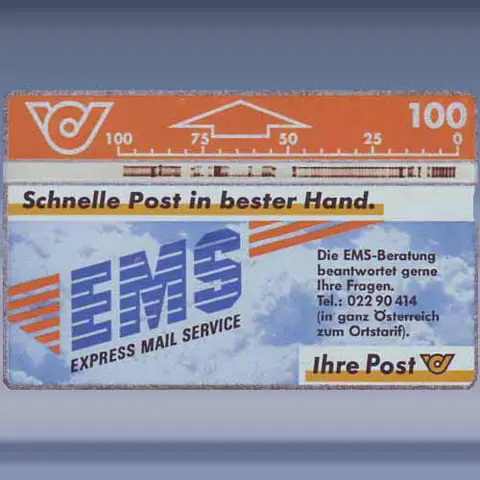 100
100 75 50 25 0
Schnelle Post in bester Hand.
EMS
EXPRESS MAIL SERVICE
Die EMS-Beratung
beantwortet gerne
Ihre Fragen.
Tel.: 022 90 414
(in ganz Österreich
zum Ortstarif).
Ihre Post